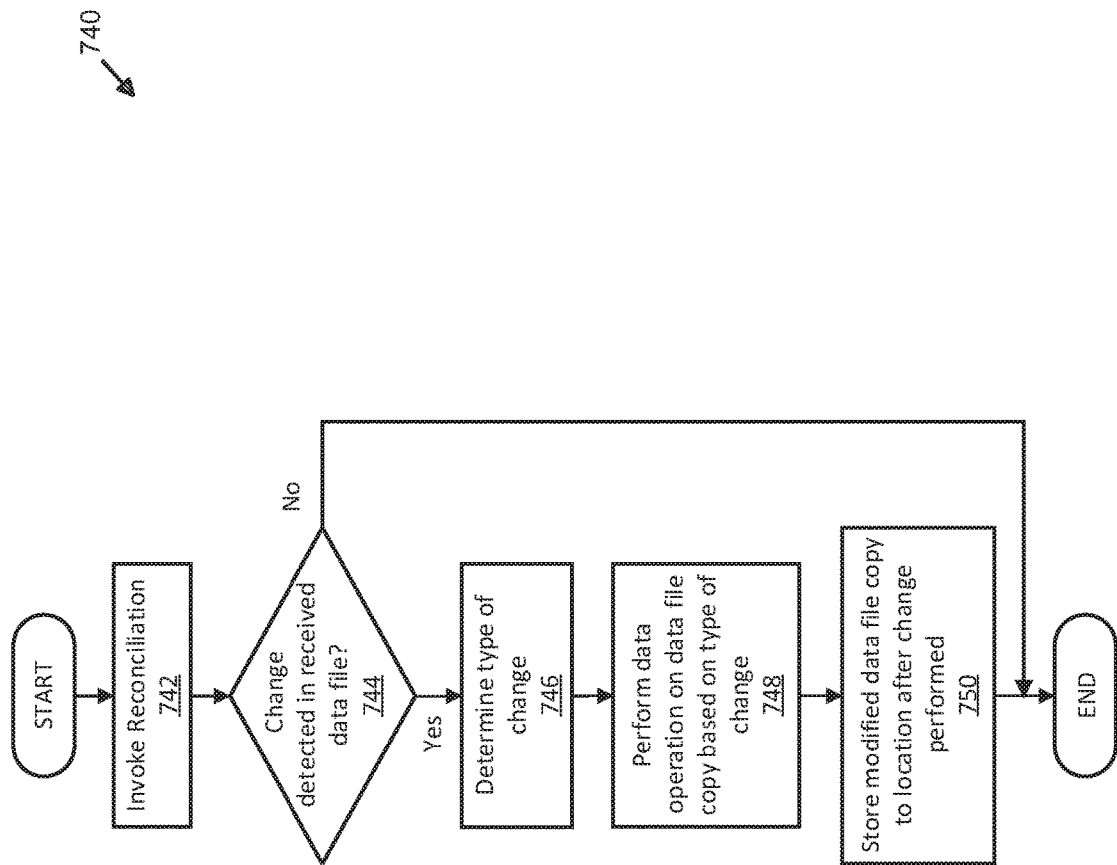 740
START
Invoke Reconciliation
742
Change
detected in received
data file?
744
No
Yes
Determine type of
change
746
Perform data
operation on data file
copy based on type of
change
748
Store modified data file copy
to location after change
performed
750
END